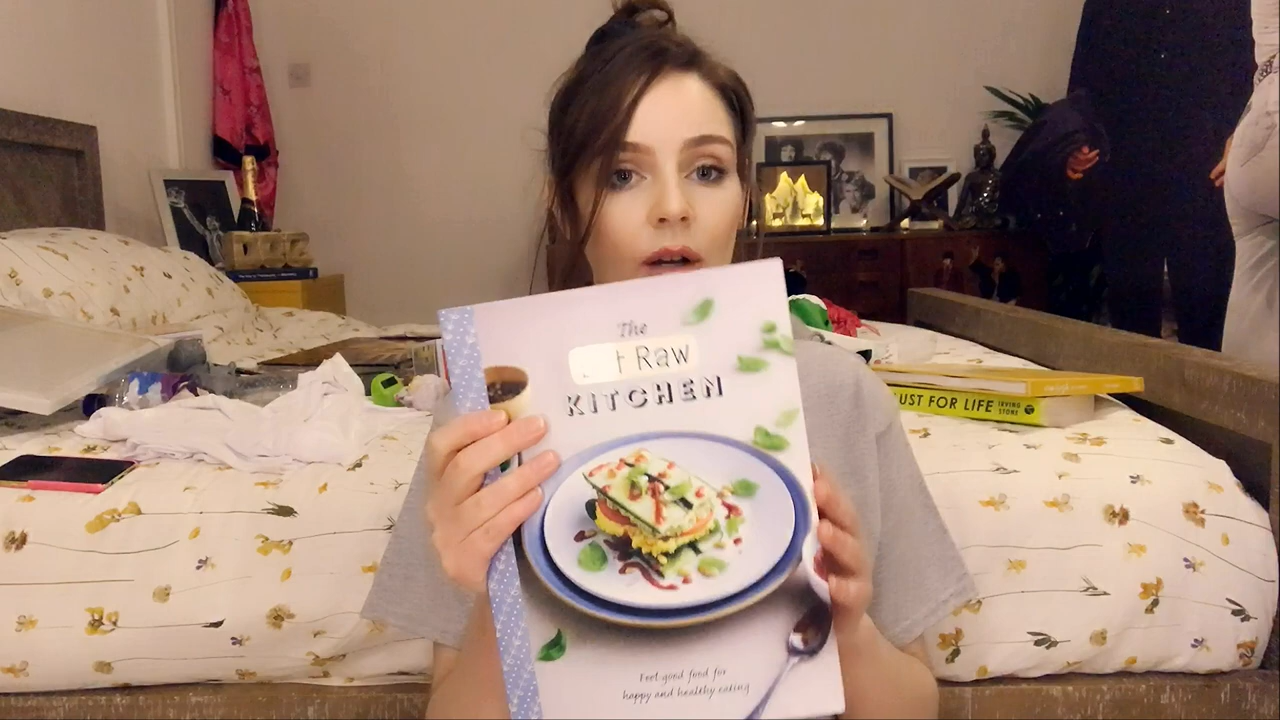 The
t Raw
KITCHEN
Feel-good food for
happy and healthy eating
LUST FOR LIFE
IRVING
STONE